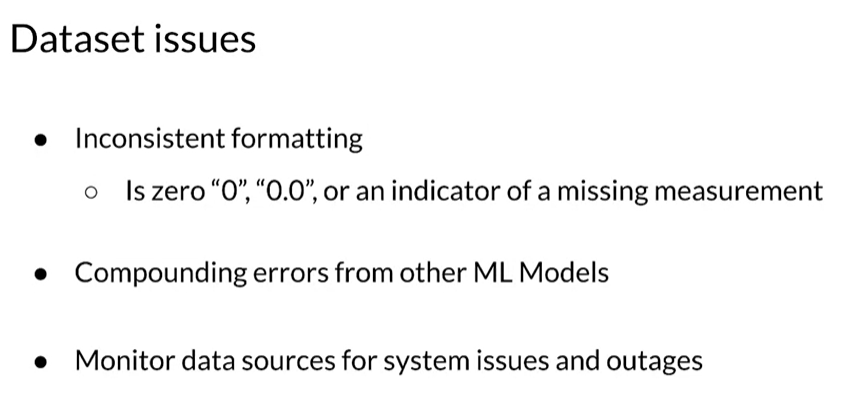 Dataset issues
● Inconsistent formatting
○ Is zero “0”, “0.0”, or an indicator of a missing measurement
● Compounding errors from other ML Models
● Monitor data sources for system issues and outages